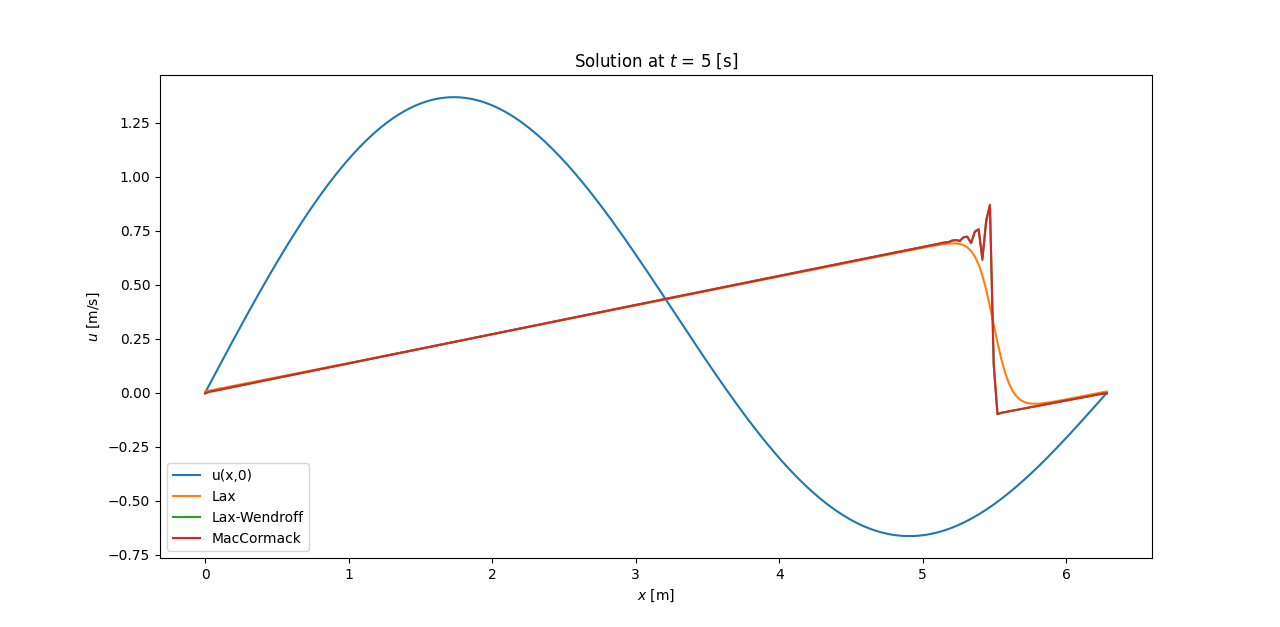 Solution at t = 5 [s]
u [m/s]
1.25
1.00
0.75
0.50
0.25
0.00
−0.25
−0.50
−0.75
u(x,0)
Lax
Lax-Wendroff
MacCormack
0 1 2 3 4 5 6
x [m]